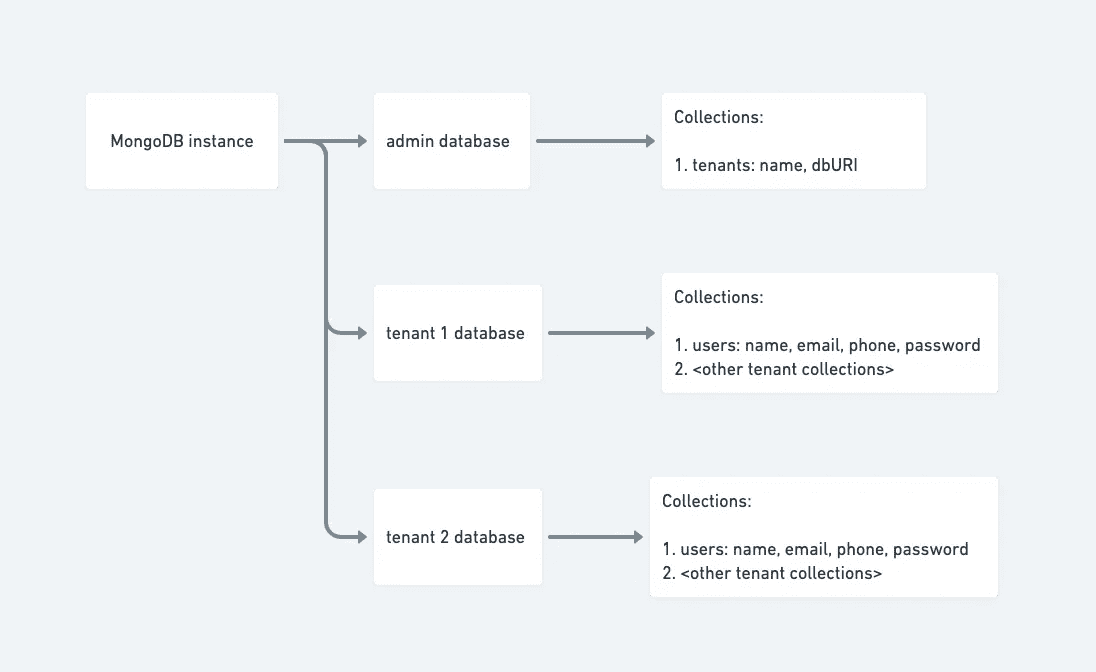 MongoDB instance
admin database
Collections:
1. tenants: name, dbURI
tenant 1 database
Collections:
1. users: name, email, phone, password
2. <other tenant collections>
tenant 2 database
Collections:
1. users: name, email, phone, password
2. <other tenant collections>